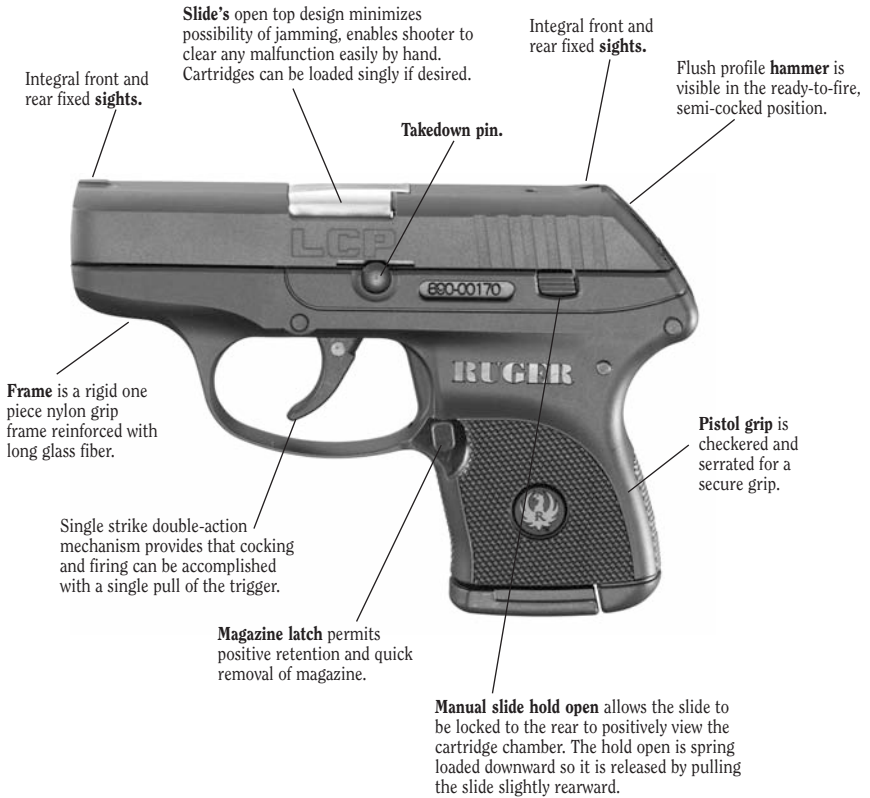 Slide's open top design minimizes
possibility of jamming, enables shooter to
clear any malfunction easily by hand.
Cartridges can be loaded singly if desired.
Integral front and
rear fixed sights.
Integral front and
rear fixed sights.
Flush profile hammer is
visible in the ready-to-fire,
semi-cocked position.
Takedown pin.
LCP
690-00170
RUGER
R
Frame is a rigid one
piece nylon grip
frame reinforced with
long glass fiber.
Pistol grip is
checkered and
serrated for a
secure grip.
Single strike double-action
mechanism provides that cocking
and firing can be accomplished
with a single pull of the trigger.
Magazine latch permits
positive retention and quick
removal of magazine.
Manual slide hold open allows the slide to
be locked to the rear to positively view the
cartridge chamber. The hold open is spring
loaded downward so it is released by pulling
the slide slightly rearward.